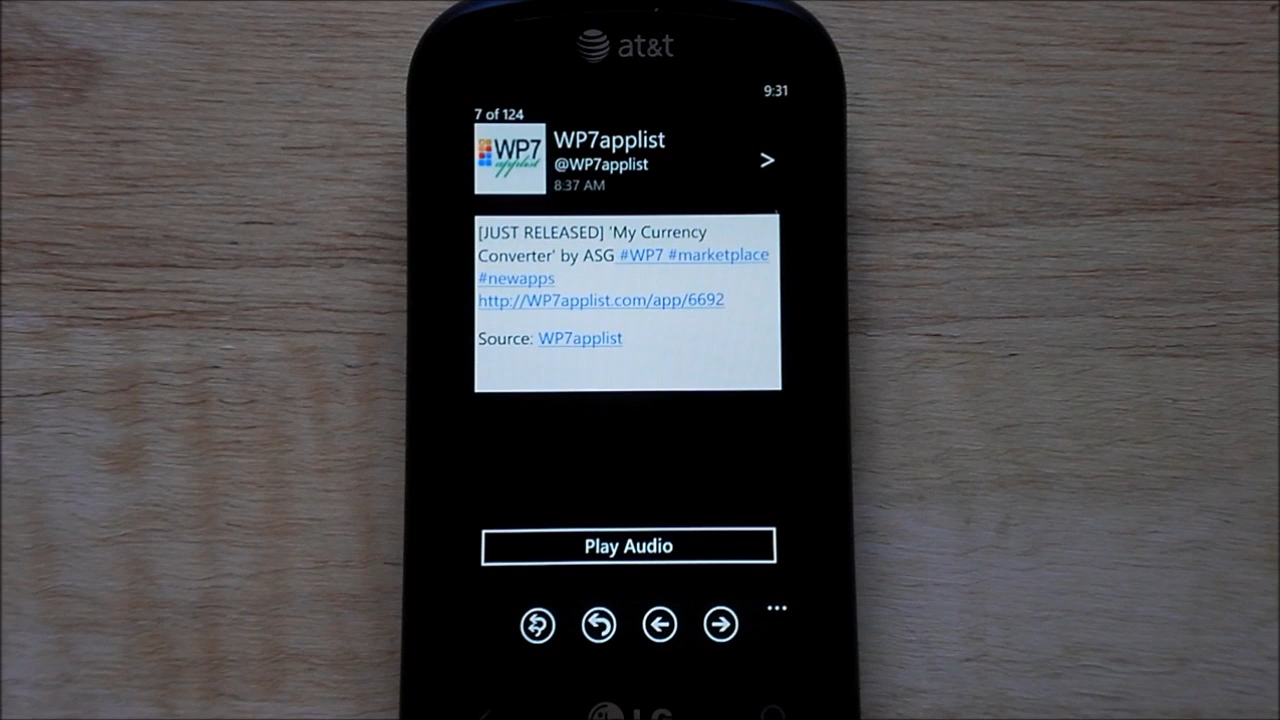 at&t
9:31
7 of 124
WP7
applist
WP7applist
@WP7applist
>
8:37 AM
[JUST RELEASED] 'My Currency
Converter' by ASG #WP7 #marketplace
#newapps
http://WP7applist.com/app/6692
Source: WP7applist
Play Audio
LG